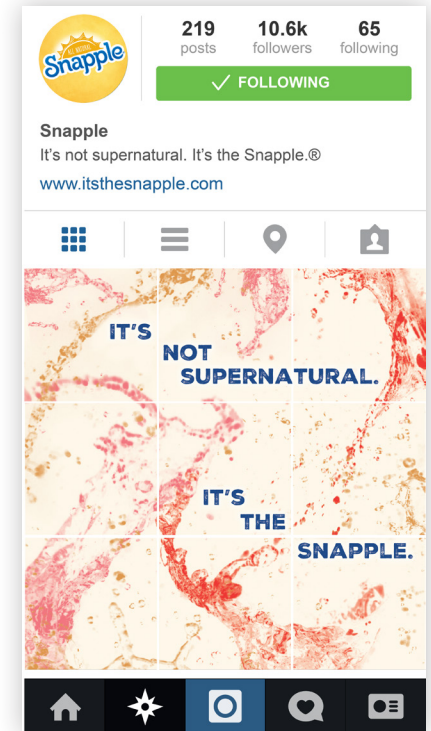 219 10.6k 65
posts followers following
ALL NATURAL
Snapple
FOLLOWING
Snapple
It's not supernatural. It's the Snapple.®
www.itsthesnapple.com
IT'S
NOT
SUPERNATURAL.
IT'S
THE
SNAPPLE.